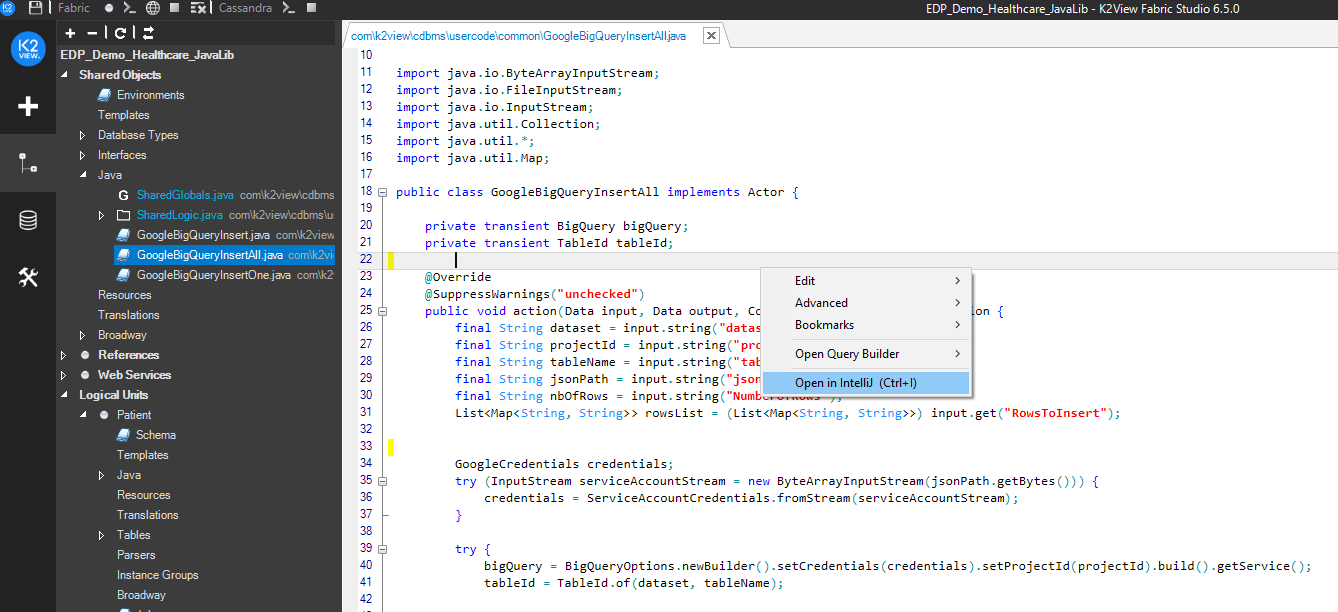 Fabric
Cassandra
EDP_Demo_Healthcare_JavaLib - K2View Fabric Studio 6.5.0
K2
VIEW.
EDP_Demo_Healthcare_JavaLib
Shared Objects
Environments
Templates
Database Types
Interfaces
Java
G SharedGlobals.java com\k2view\cdbms
SharedLogic.java com\k2view\cdbms\u
GoogleBigQueryInsert.java com\k2view
GoogleBigQueryInsertAll.java com\k2vi
GoogleBigQueryInsertOne.java com\k2
Resources
Translations
Broadway
References
Web Services
Logical Units
Patient
Schema
Templates
Java
Resources
Translations
Tables
Parsers
Instance Groups
Broadway
com\k2view\cdbms\usercode\common\GoogleBigQueryInsertAll.java
10
11 import java.io.ByteArrayInputStream;
12 import java.io.FileInputStream;
13 import java.io.InputStream;
14 import java.util.Collection;
15 import java.util.*;
16 import java.util.Map;
17
18 public class GoogleBigQueryInsertAll implements Actor {
19
20 private transient BigQuery bigQuery;
21 private transient TableId tableId;
22
23 @Override
24 @SuppressWarnings("unchecked")
25 public void action(Data input, Data output, Co on {
26 final String dataset = input.string("datas
27 final String projectId = input.string("pro
28 final String tableName = input.string("tab
29 final String jsonPath = input.string("json
30 final String nbOfRows = input.string("NumberOfRows");
31 List<Map<String, String>> rowsList = (List<Map<String, String>>) input.get("RowsToInsert");
32
33
34 GoogleCredentials credentials;
35 try (InputStream serviceAccountStream = new ByteArrayInputStream(jsonPath.getBytes())) {
36 credentials = ServiceAccountCredentials.fromStream(serviceAccountStream);
37 }
38
39 try {
40 bigQuery = BigQueryOptions.newBuilder().setCredentials(credentials).setProjectId(projectId).build().getService();
41 tableId = TableId.of(dataset, tableName);
42
Edit
Advanced
Bookmarks
Open Query Builder
Open in IntelliJ (Ctrl+I)